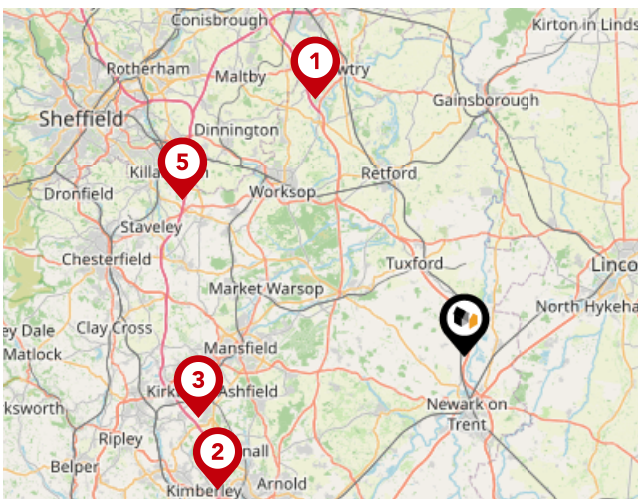 Conisbrough
Kirton in Linds
1
wtry
Rotherham
Maltby
Gainsborough
Sheffield
Dinnington
5
Killa
n
Retford
Dronfield
Worksop
Staveley
Chesterfield
Tuxford
Linco
Market Warsop
North Hykeha
ey Dale
Clay Cross
Matlock
Mansfield
3
Kirk
Ashfield
ksworth
Newark on
Trent
Ripley
2
nall
Belper
Kimberley
Arnold